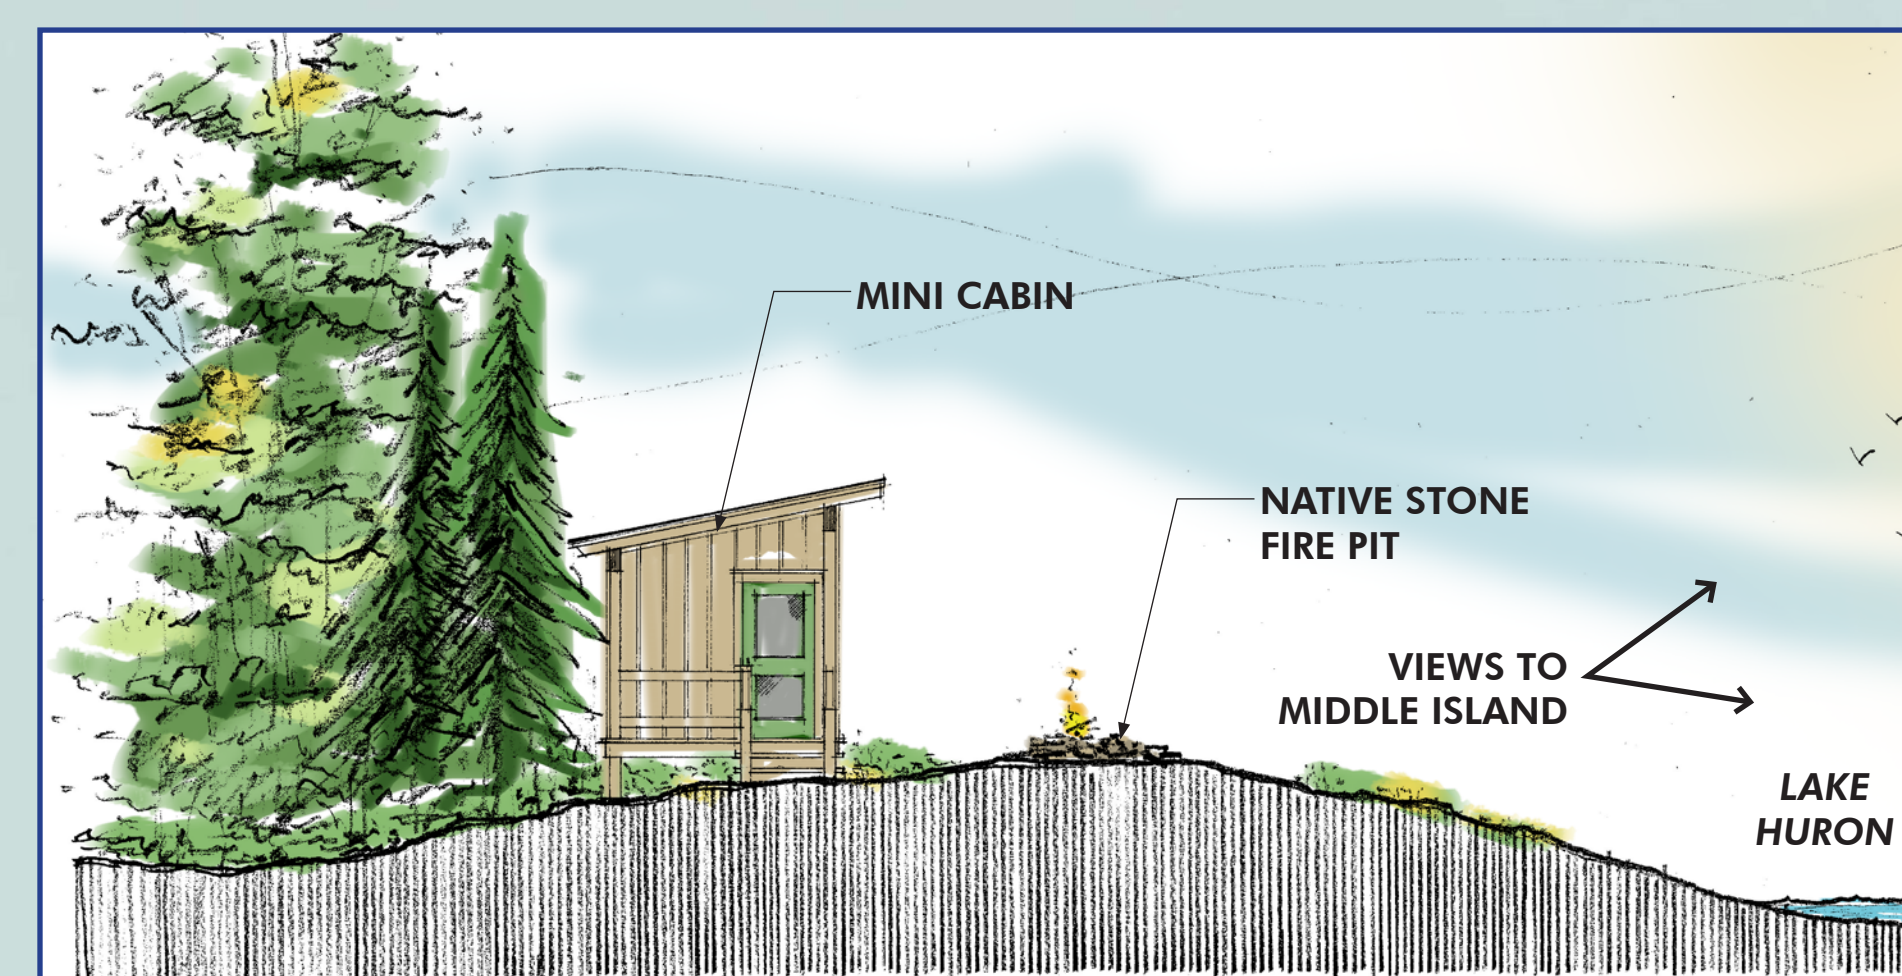 MINI CABIN
NATIVE STONE
FIRE PIT
VIEWS TO
MIDDLE ISLAND
LAKE
HURON